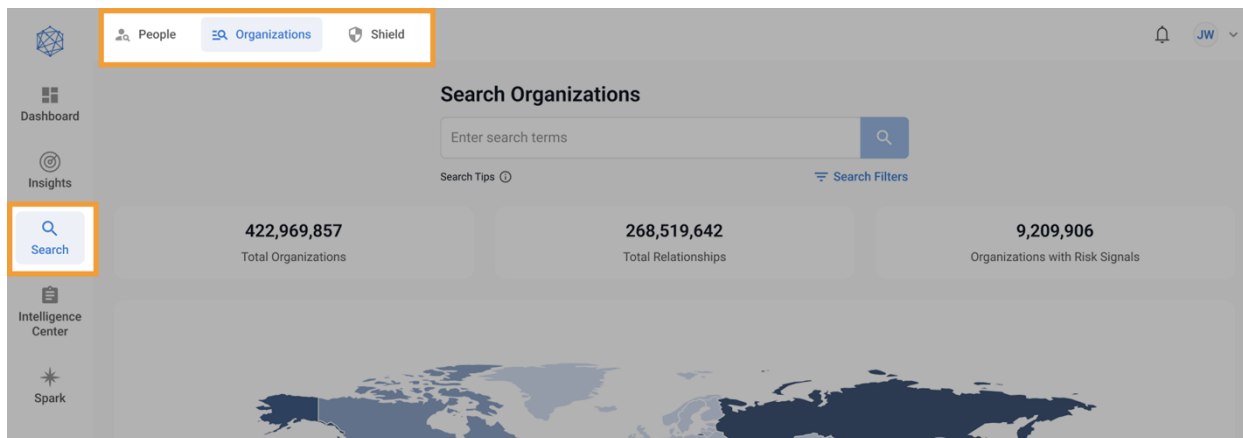 People
Organizations
Shield
JW
Dashboard
Insights
Search
Intelligence
Center
Spark
Search Organizations
Enter search terms
Search Tips
Search Filters
422,969,857
Total Organizations
268,519,642
Total Relationships
9,209,906
Organizations with Risk Signals